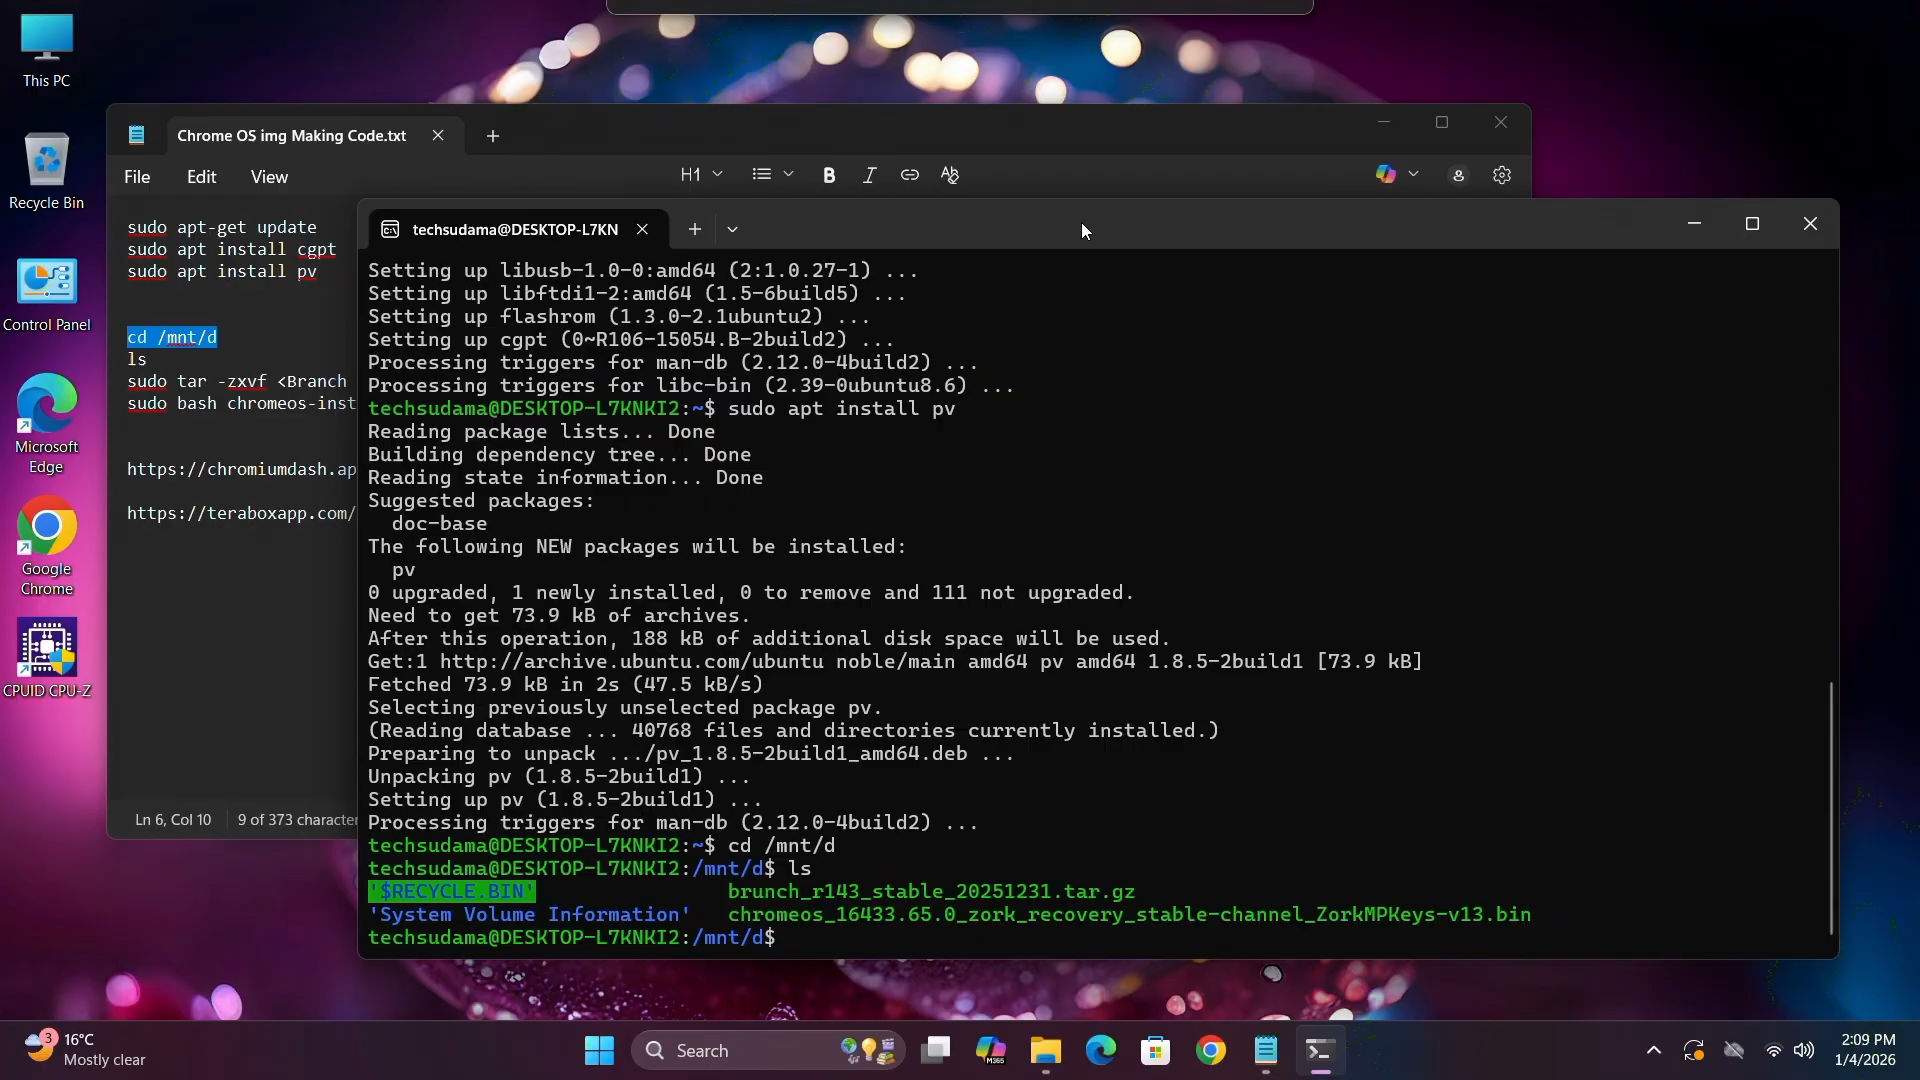 This PC
Recycle Bin
Control Panel
Microsoft
Edge
Google
Chrome
CPUID CPU-Z
Chrome OS img Making Code.txt
File Edit View
H1
sudo apt-get update
sudo apt install cgpt
sudo apt install pv
cd /mnt/d
ls
sudo tar -zxvf <Branch
sudo bash chromeos-inst
https://chromiumdash.ap
https://teraboxapp.com/
Ln 6, Col 10 9 of 373 character
techsudama@DESKTOP-L7KN
Setting up libusb-1.0-0:amd64 (2:1.0.27-1) ...
Setting up libftdi1-2:amd64 (1.5-6build5) ...
Setting up flashrom (1.3.0-2.1ubuntu2) ...
Setting up cgpt (0~R106-15054.B-2build2) ...
Processing triggers for man-db (2.12.0-4build2) ...
Processing triggers for libc-bin (2.39-0ubuntu8.6) ...
techsudama@DESKTOP-L7KNKI2:~$ sudo apt install pv
Reading package lists... Done
Building dependency tree... Done
Reading state information... Done
Suggested packages:
doc-base
The following NEW packages will be installed:
pv
0 upgraded, 1 newly installed, 0 to remove and 111 not upgraded.
Need to get 73.9 kB of archives.
After this operation, 188 kB of additional disk space will be used.
Get:1 http://archive.ubuntu.com/ubuntu noble/main amd64 pv amd64 1.8.5-2build1 [73.9 kB]
Fetched 73.9 kB in 2s (47.5 kB/s)
Selecting previously unselected package pv.
(Reading database ... 40768 files and directories currently installed.)
Preparing to unpack .../pv_1.8.5-2build1_amd64.deb ...
Unpacking pv (1.8.5-2build1) ...
Setting up pv (1.8.5-2build1) ...
Processing triggers for man-db (2.12.0-4build2) ...
techsudama@DESKTOP-L7KNKI2:~$ cd /mnt/d
techsudama@DESKTOP-L7KNKI2:/mnt/d$ ls
'$RECYCLE.BIN' brunch_r143_stable_20251231.tar.gz
'System Volume Information' chromeos_16433.65.0_zork_recovery_stable-channel_ZorkMPKeys-v13.bin
techsudama@DESKTOP-L7KNKI2:/mnt/d$
3
16°C
Mostly clear
Search
M365
2:09 PM
1/4/2026